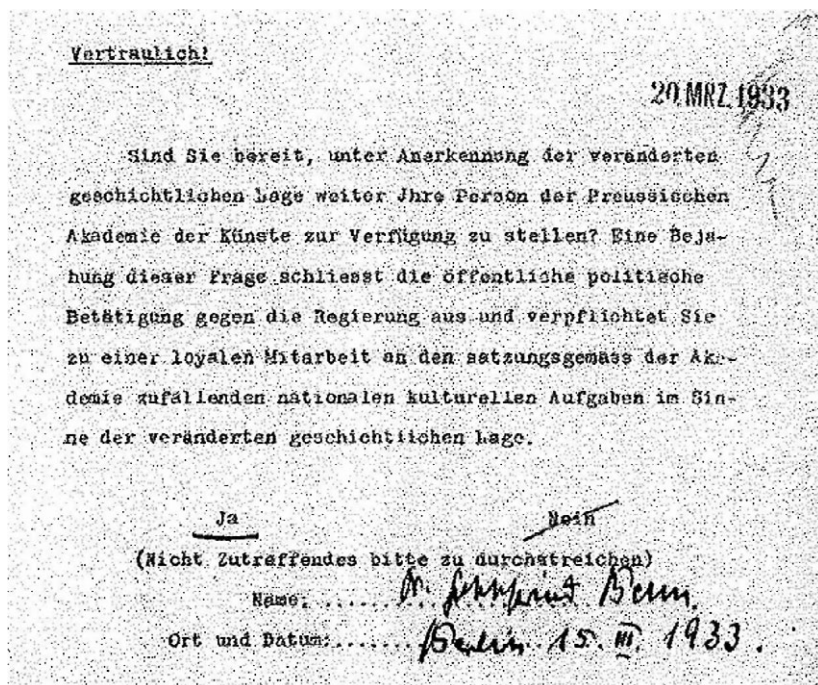 Vertraulich!
20. MRZ. 1933
Sind Sie bereit, unter Anerkennung der veränderten
geschichtlichen Lage weiter Jhre Person der Preussischen
Akademie der Künste zur Verfügung zu stellen? Eine Beja-
hung dieser Frage schliesst die öffentliche politische
Betätigung gegen die Regierung aus und verpflichtet Sie
zu einer loyalen Mitarbeit an den satzungsgemäss der Aka-
demie zufallenden nationalen kulturellen Aufgaben im Sin-
ne der veränderten geschichtlichen Lage.
Ja Nein
(Nicht Zutreffendes bitte zu durchstreichen)
Name: ...... Dr. Gottfried Benn.
Ort und Datum:...... Berlin 15. III. 1933.